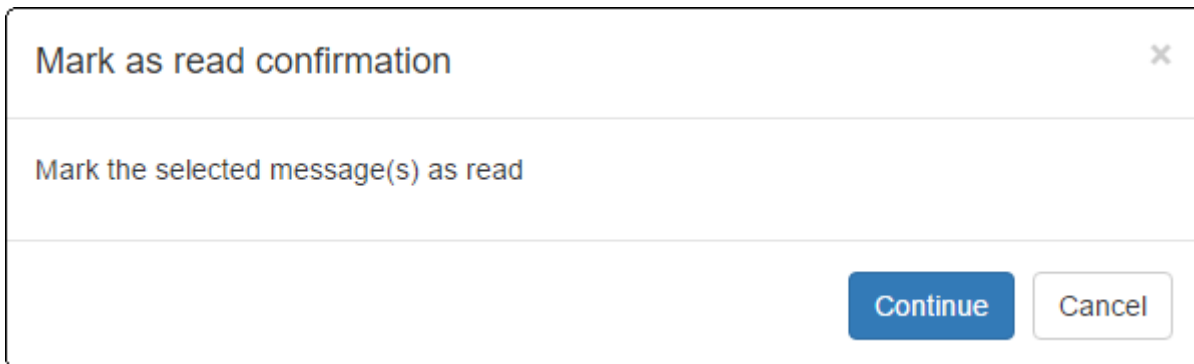 Mark as read confirmation ×
Mark the selected message(s) as read
Continue Cancel